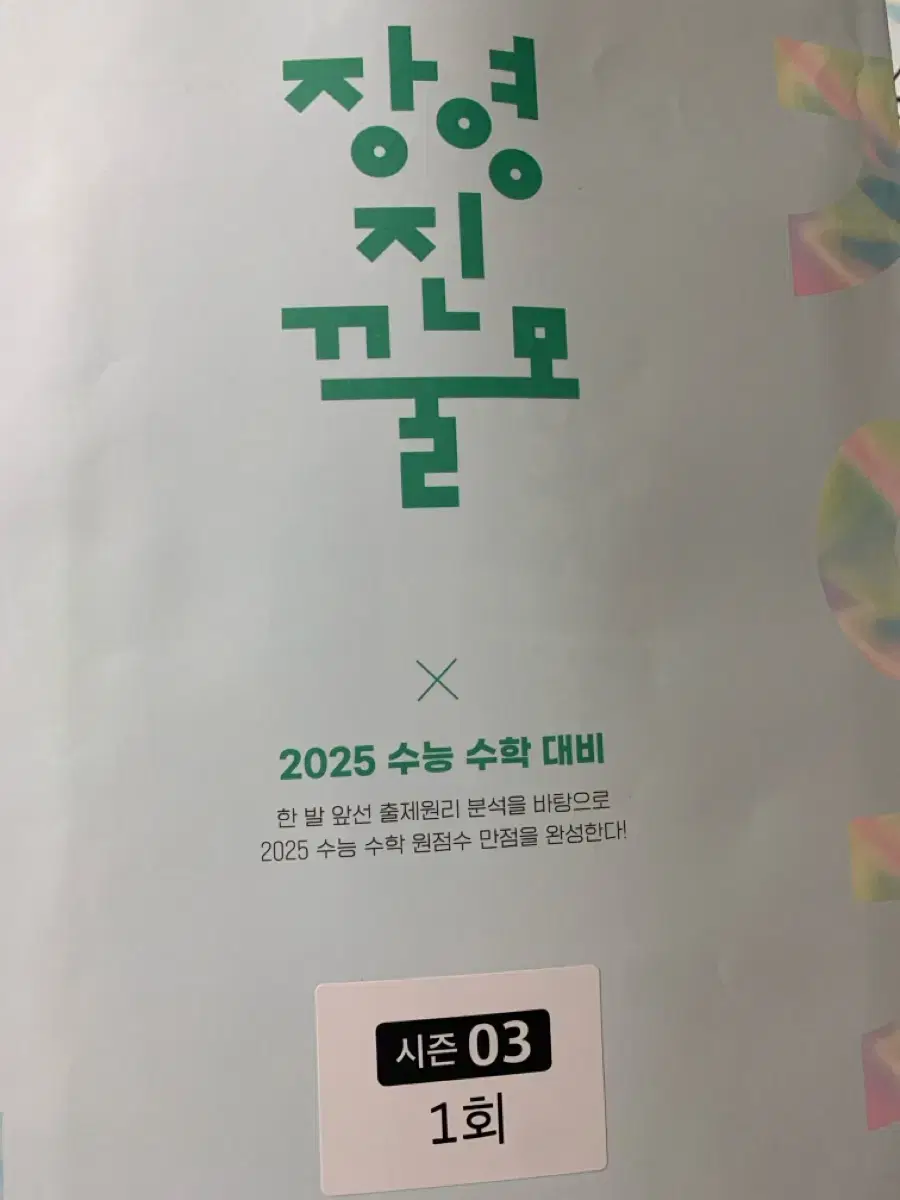 장영
진
꿀모
×
2025 수능 수학 대비
한 발 앞선 출제원리 분석을 바탕으로
2025 수능 수학 원점수 만점을 완성한다!
시즌 03
1회